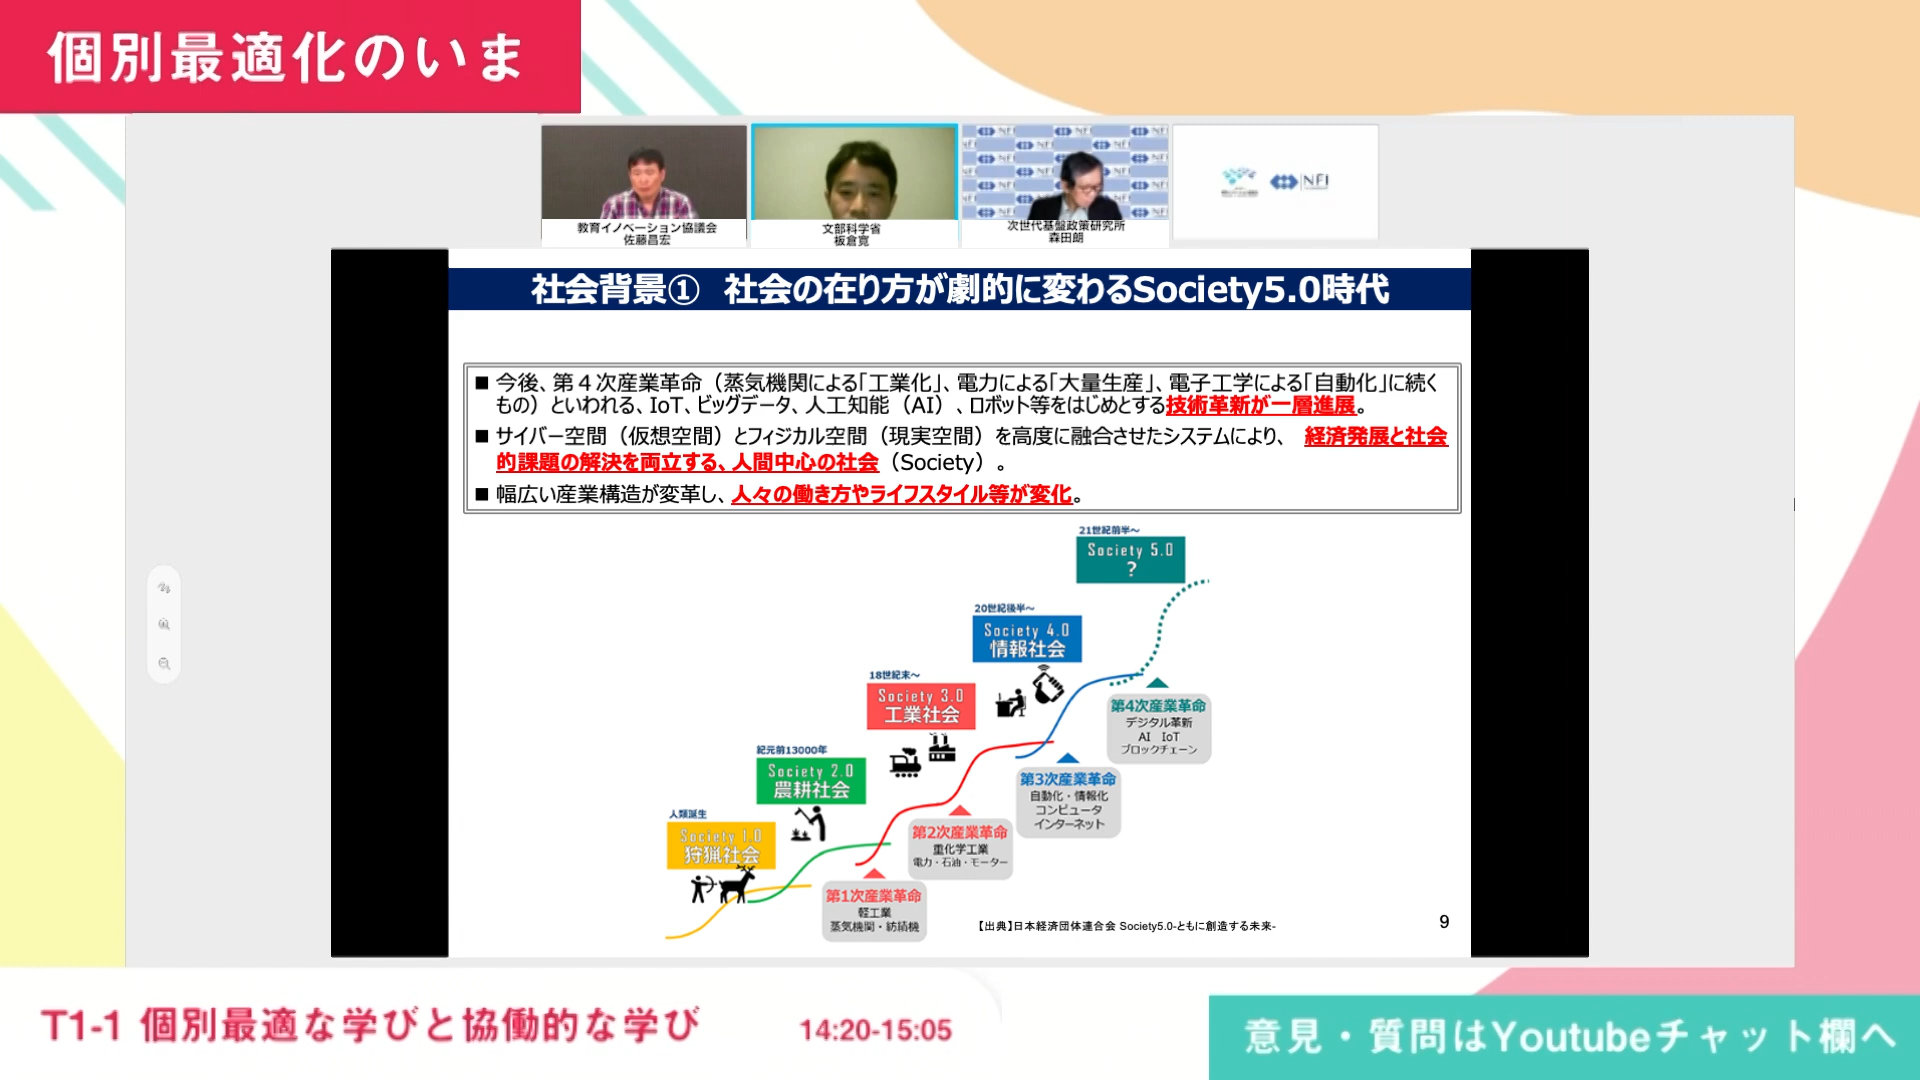 個別最適化のいま
教育イノベーション協議会
佐藤昌宏
文部科学省
板倉寛
次世代基盤政策研究所
森田朗
NFI
社会背景① 社会の在り方が劇的に変わるSociety5.0時代
■ 今後、第４次産業革命（蒸気機関による「工業化」、電力による「大量生産」、電子工学による「自動化」に続く
もの）といわれる、IoT、ビッグデータ、人工知能（AI）、ロボット等をはじめとする技術革新が一層進展。
■ サイバー空間（仮想空間）とフィジカル空間（現実空間）を高度に融合させたシステムにより、 経済発展と社会
的課題の解決を両立する、人間中心の社会（Society）。
■ 幅広い産業構造が変革し、人々の働き方やライフスタイル等が変化。
21世紀前半〜
Society 5.0
?
20世紀後半〜
Society 4.0
情報社会
18世紀末〜
Society 3.0
工業社会
紀元前13000年
Society 2.0
農耕社会
人類誕生
Society 1.0
狩猟社会
第4次産業革命
デジタル革新
AI IoT
ブロックチェーン
第3次産業革命
自動化・情報化
コンピュータ
インターネット
第2次産業革命
重化学工業
電力・石油・モーター
第1次産業革命
軽工業
蒸気機関・紡績機
【出典】日本経済団体連合会 Society5.0-ともに創造する未来-
9
T1-1 個別最適な学びと協働的な学び
14:20-15:05
意見・質問はYoutubeチャット欄へ